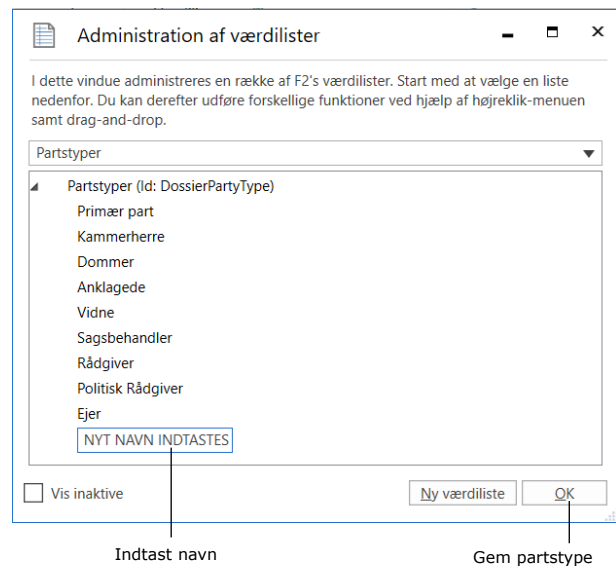 Administration af værdilister
I dette vindue administreres en række af F2's værdilister. Start med at vælge en liste
nedenfor. Du kan derefter udføre forskellige funktioner ved hjælp af højreklik-menuen
samt drag-and-drop.
Partstyper
Partstyper (Id: DossierPartyType)
Primær part
Kammerherre
Dommer
Anklagede
Vidne
Sagsbehandler
Rådgiver
Politisk Rådgiver
Ejer
NYT NAVN INDTASTES
Vis inaktive
Ny værdiliste
OK
Indtast navn
Gem partstype